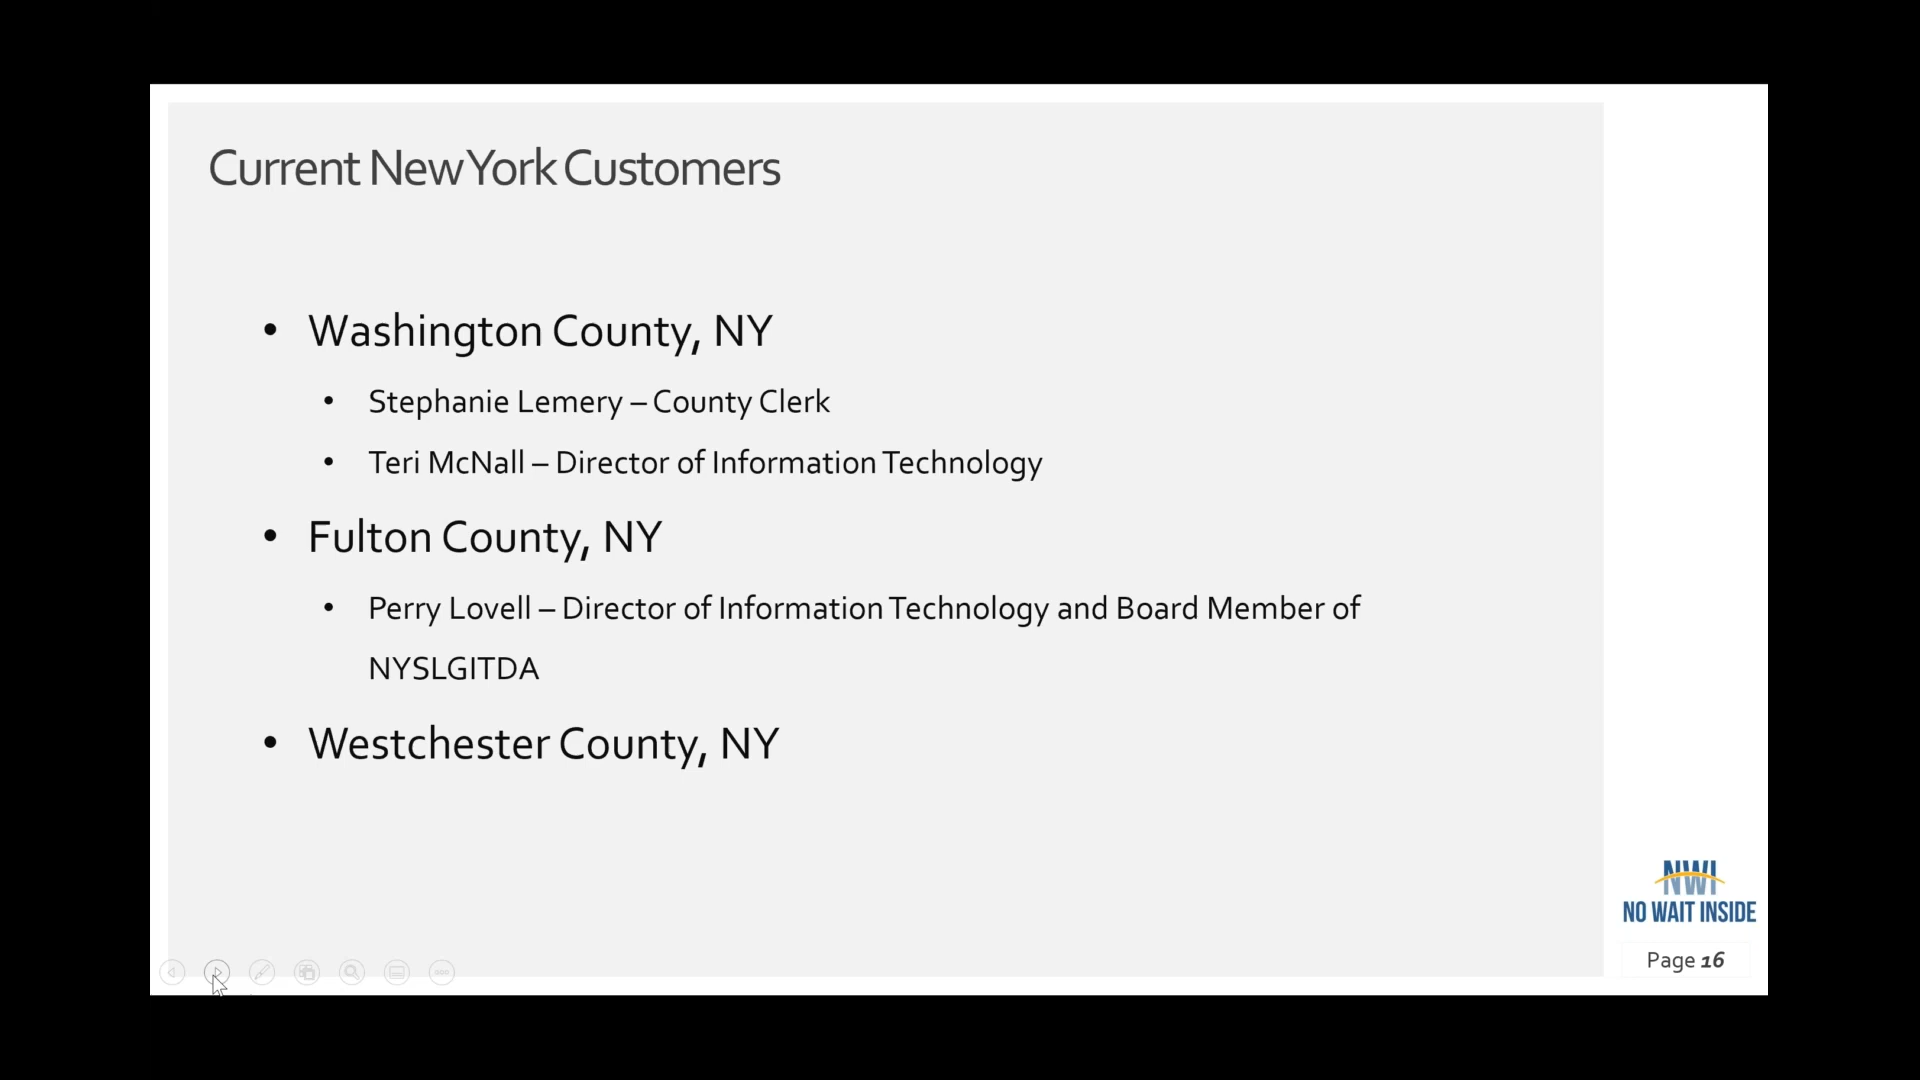 Current New York Customers
• Washington County, NY
• Stephanie Lemery – County Clerk
• Teri McNall – Director of Information Technology
• Fulton County, NY
• Perry Lovell – Director of Information Technology and Board Member of
NYSLGITDA
• Westchester County, NY
NWI
NO WAIT INSIDE
Page 16